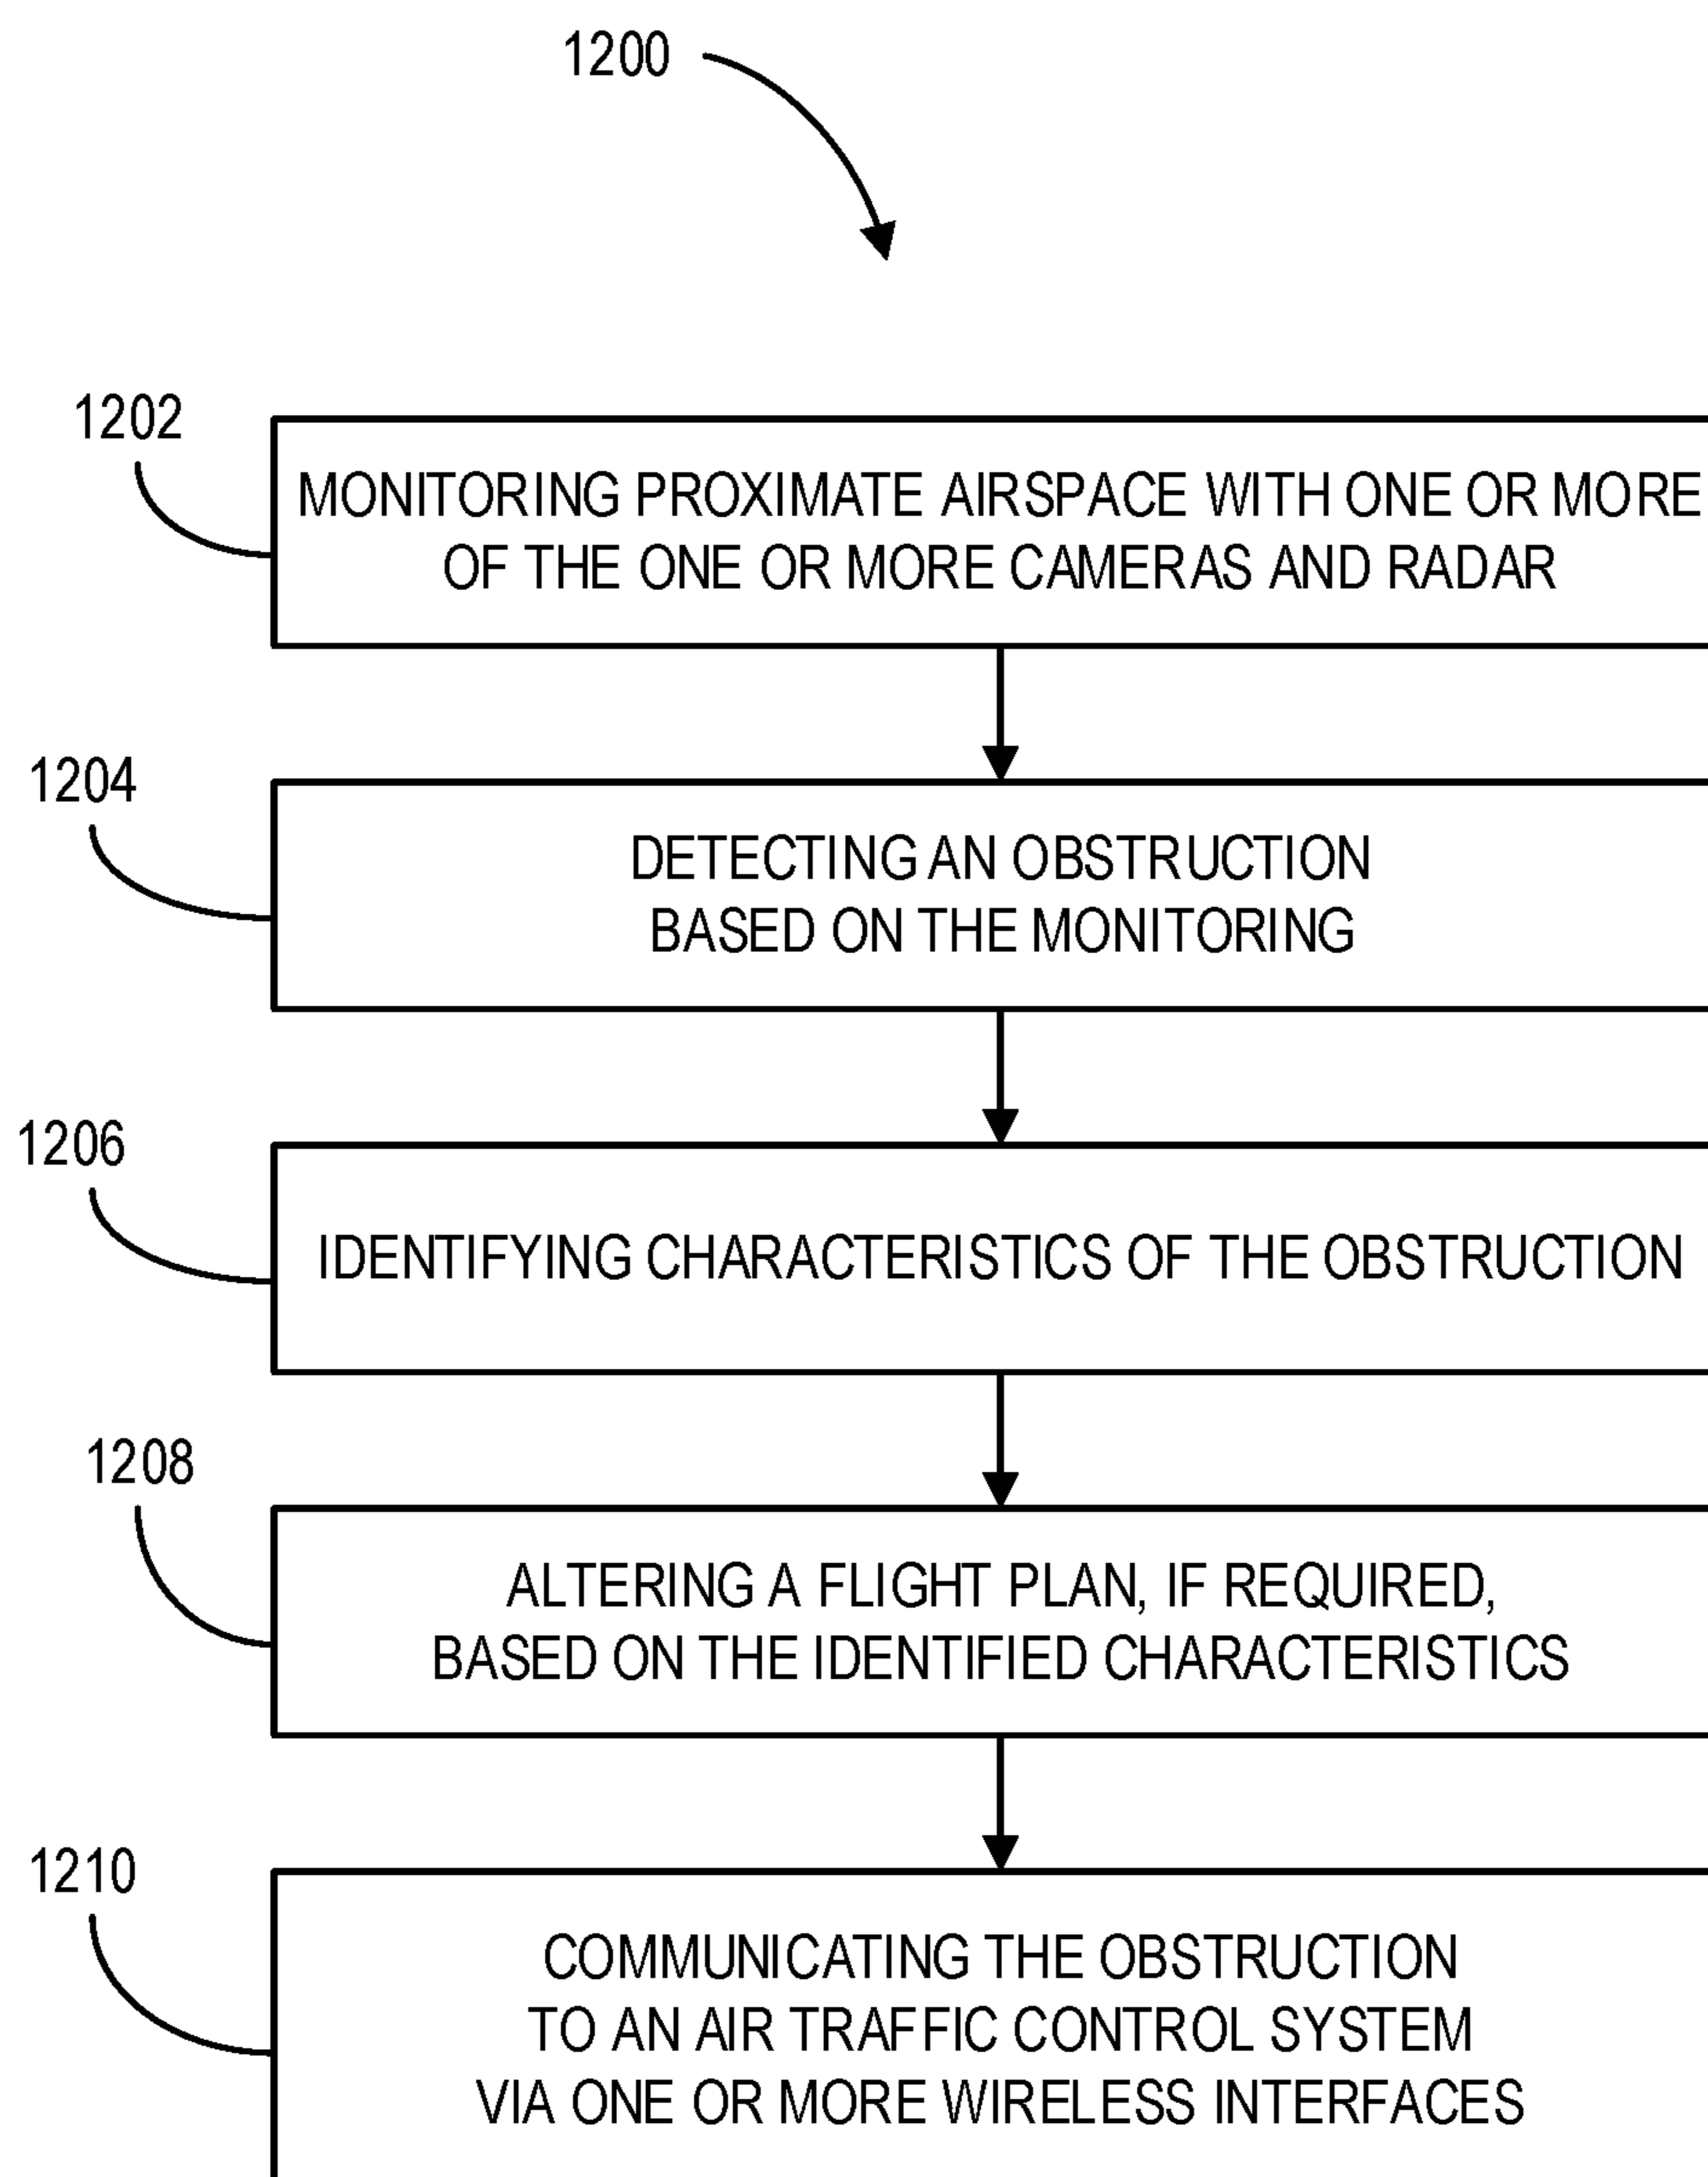 1200
1202
MONITORING PROXIMATE AIRSPACE WITH ONE OR MORE
OF THE ONE OR MORE CAMERAS AND RADAR
1204
DETECTING AN OBSTRUCTION
BASED ON THE MONITORING
1206
IDENTIFYING CHARACTERISTICS OF THE OBSTRUCTION
1208
ALTERING A FLIGHT PLAN, IF REQUIRED,
BASED ON THE IDENTIFIED CHARACTERISTICS
1210
COMMUNICATING THE OBSTRUCTION
TO AN AIR TRAFFIC CONTROL SYSTEM
VIA ONE OR MORE WIRELESS INTERFACES